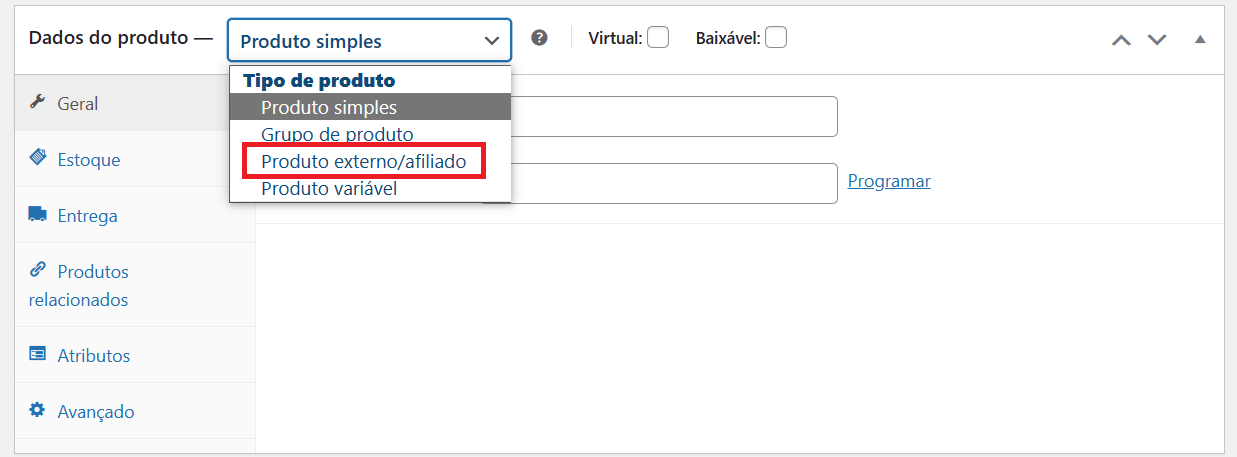 Dados do produto — Produto simples ? Virtual: Baixável:
Tipo de produto
Produto simples
Grupo de produto
Produto externo/afiliado
Produto variável
Geral
Estoque
Entrega
Produtos
relacionados
Atributos
Avançado
Programar